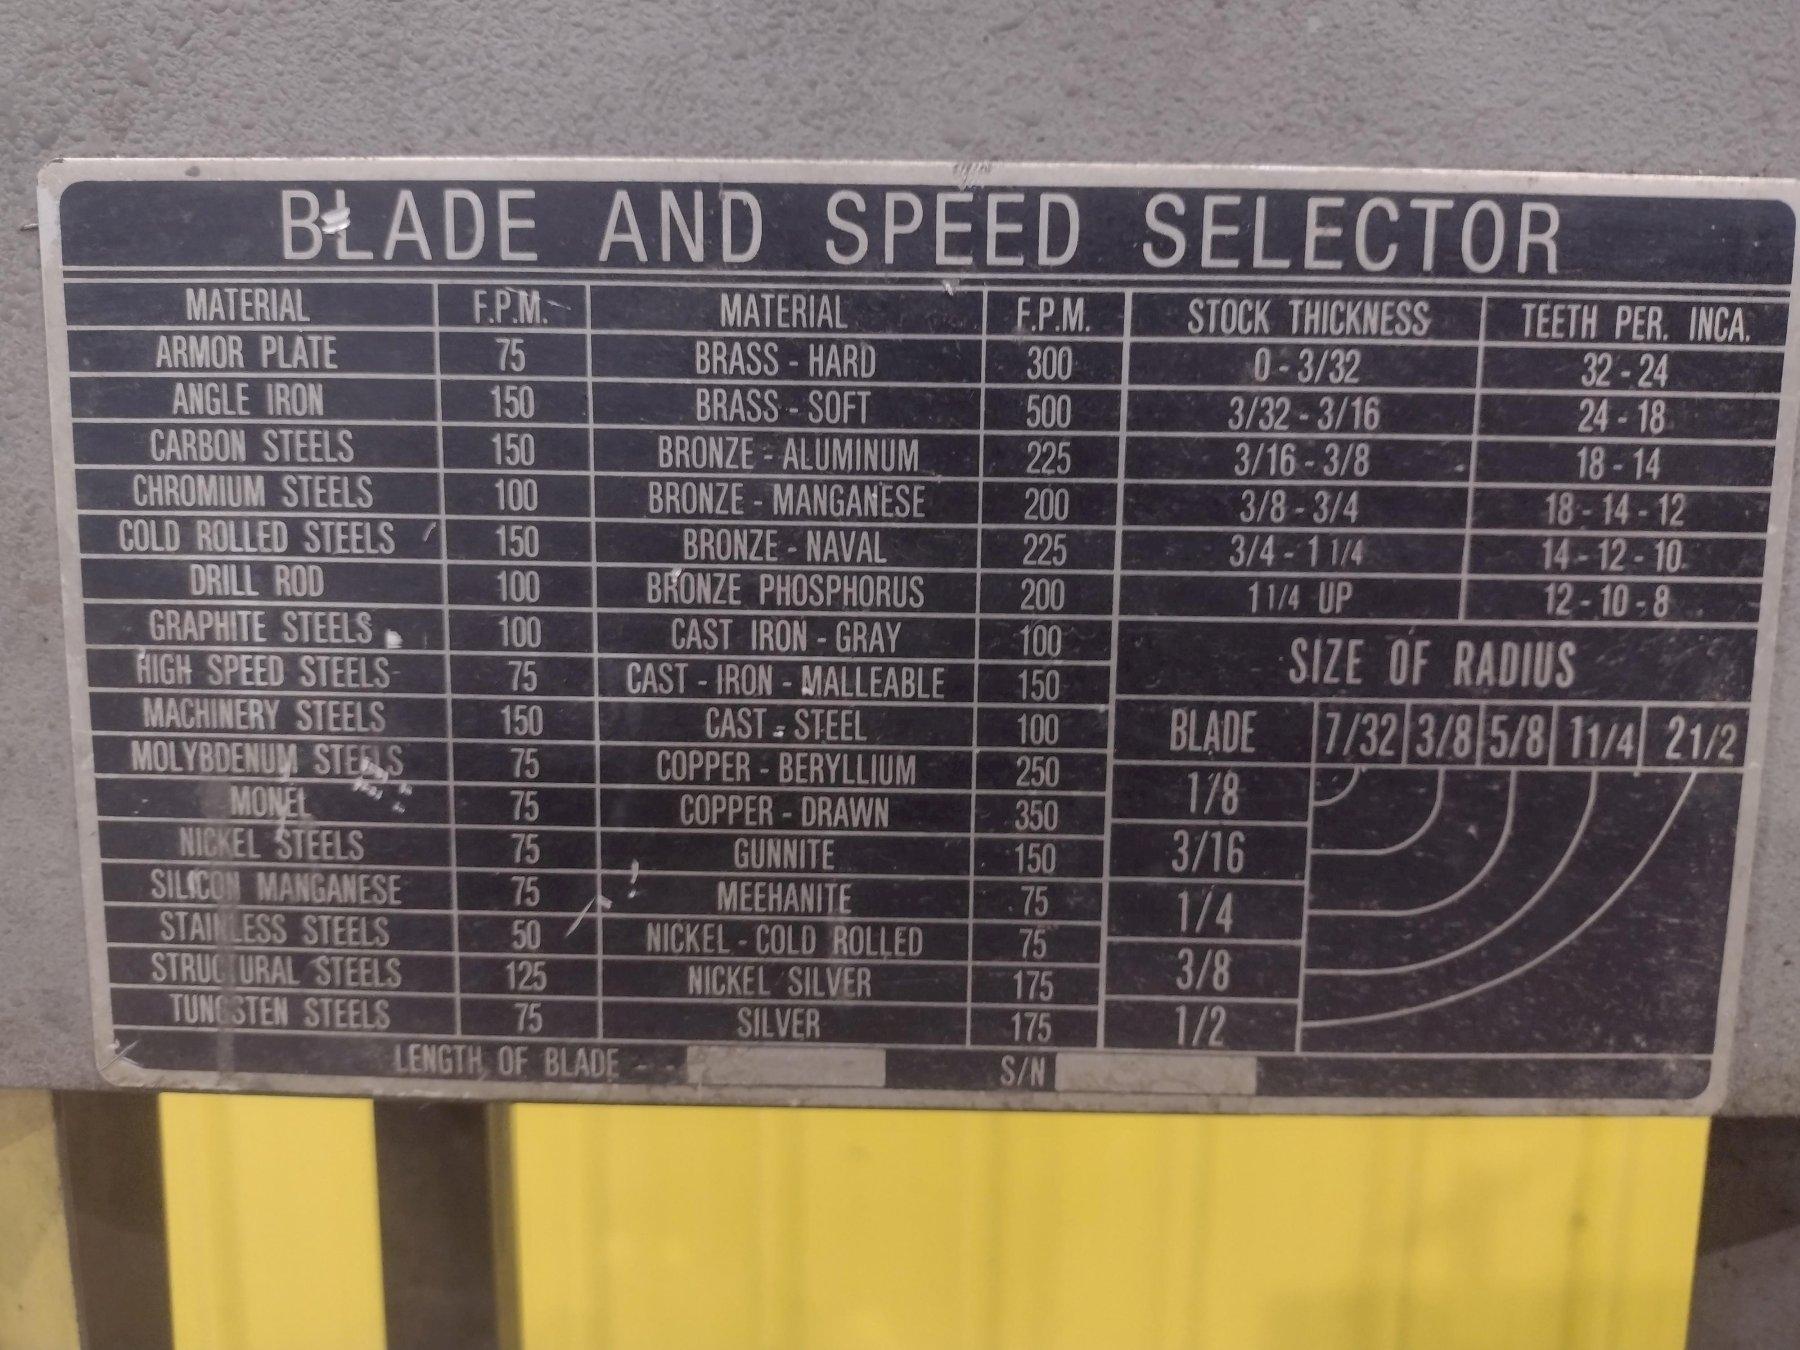 BLADE AND SPEED SELECTOR
MATERIAL F.P.M. MATERIAL F.P.M. STOCK THICKNESS TEETH PER. INCA.
ARMOR PLATE 75 BRASS - HARD 300 0 - 3/32 32 - 24
ANGLE IRON 150 BRASS - SOFT 500 3/32 - 3/16 24 - 18
CARBON STEELS 150 BRONZE - ALUMINUM 225 3/16 - 3/8 18 - 14
CHROMIUM STEELS 100 BRONZE - MANGANESE 200 3/8 - 3/4 18 - 14 - 12
COLD ROLLED STEELS 150 BRONZE - NAVAL 225 3/4 - 1 1/4 14 - 12 - 10.
DRILL ROD 100 BRONZE PHOSPHORUS 200 1 1/4 UP 12 - 10 - 8
GRAPHITE STEELS 100 CAST IRON - GRAY 100 SIZE OF RADIUS
HIGH SPEED STEELS 75 CAST - IRON - MALLEABLE 150
MACHINERY STEELS 150 CAST - STEEL 100 BLADE 7/32 3/8 5/8 1 1/4 2 1/2
MOLYBDENUM STEELS 75 COPPER - BERYLLIUM 250 1/8
MONEL 75 COPPER - DRAWN 350
NICKEL STEELS 75 GUNNITE 150 3/16
SILICON MANGANESE 75 MEEHANITE 75 1/4
STAINLESS STEELS 50 NICKEL - COLD ROLLED 75
STRUCTURAL STEELS 125 NICKEL SILVER 175 3/8
TUNGSTEN STEELS 75 SILVER 175 1/2
LENGTH OF BLADE S/N